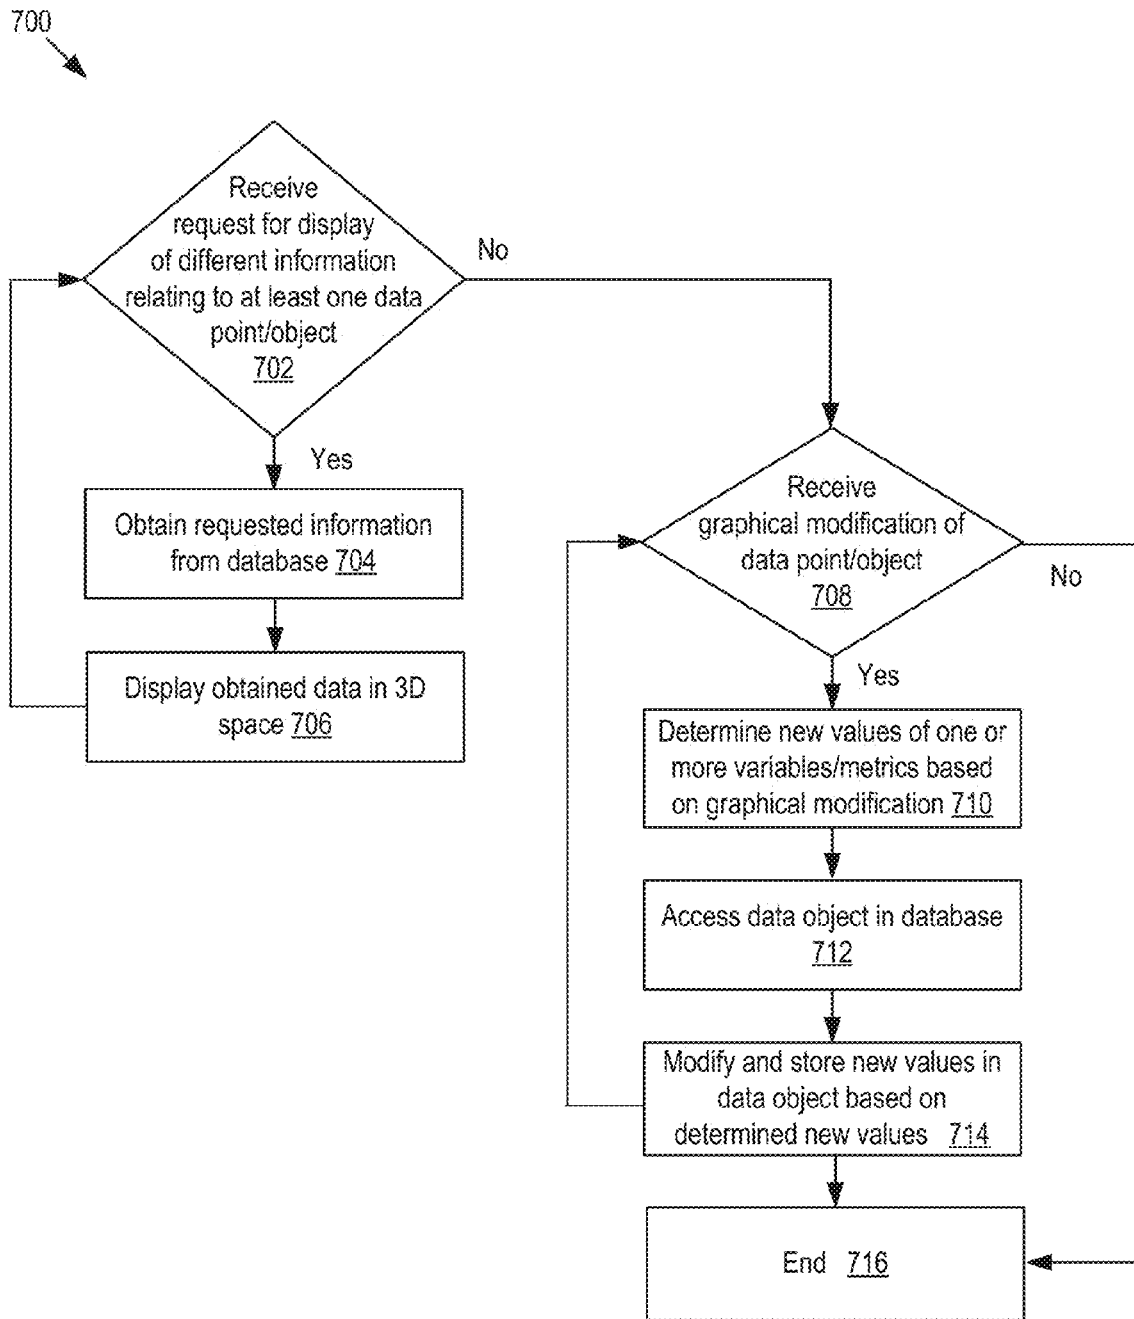 700
Receive
request for display
of different information
relating to at least one data
point/object
702
No
Yes
Obtain requested information
from database 704
Display obtained data in 3D
space 706
Receive
graphical modification of
data point/object
708
No
Yes
Determine new values of one or
more variables/metrics based
on graphical modification 710
Access data object in database
712
Modify and store new values in
data object based on
determined new values 714
End 716